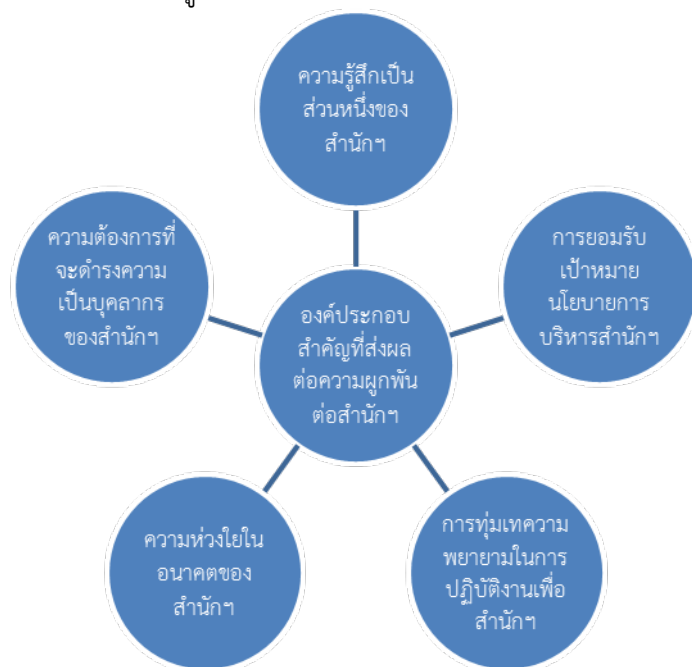 ความรู้สึกเป็น
ส่วนหนึ่งของ
สำนักฯ
การยอมรับ
เป้าหมาย
นโยบายการ
บริหารสำนักฯ
การทุ่มเทความ
พยายามในการ
ปฏิบัติงานเพื่อ
สำนักฯ
ความห่วงใยใน
อนาคตของ
สำนักฯ
ความต้องการที่
จะดำรงความ
เป็นบุคลากร
ของสำนักฯ
องค์ประกอบ
สำคัญที่ส่งผล
ต่อความผูกพัน
ต่อสำนักฯ